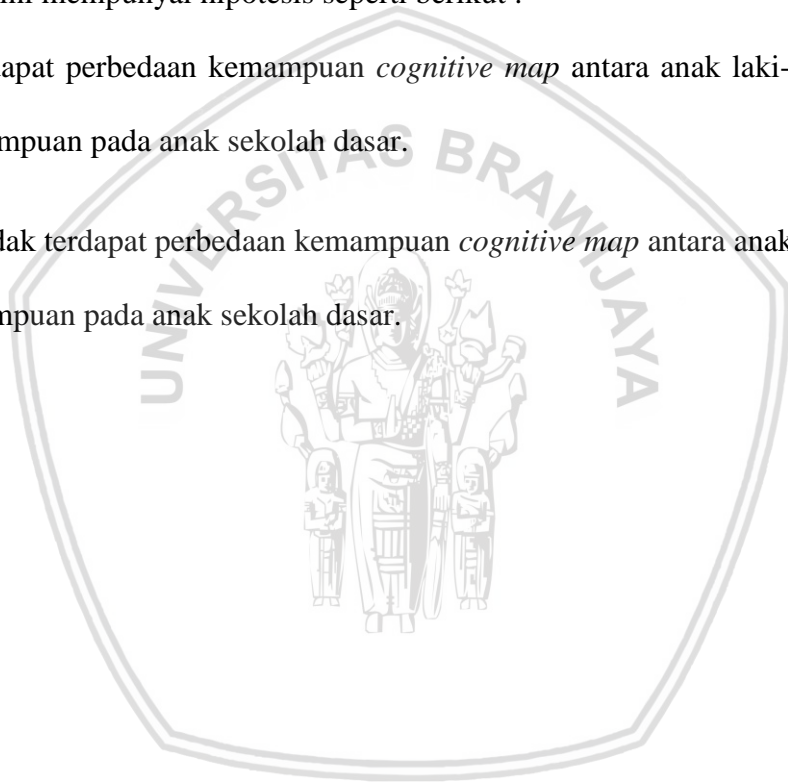 mempunyai hipotesis seperti berikut :
dapat perbedaan kemampuan cognitive map antara anak laki-
mpuan pada anak sekolah dasar.
dak terdapat perbedaan kemampuan cognitive map antara anak
mpuan pada anak sekolah dasar.
UNIVERSITAS BRAWIJAYA